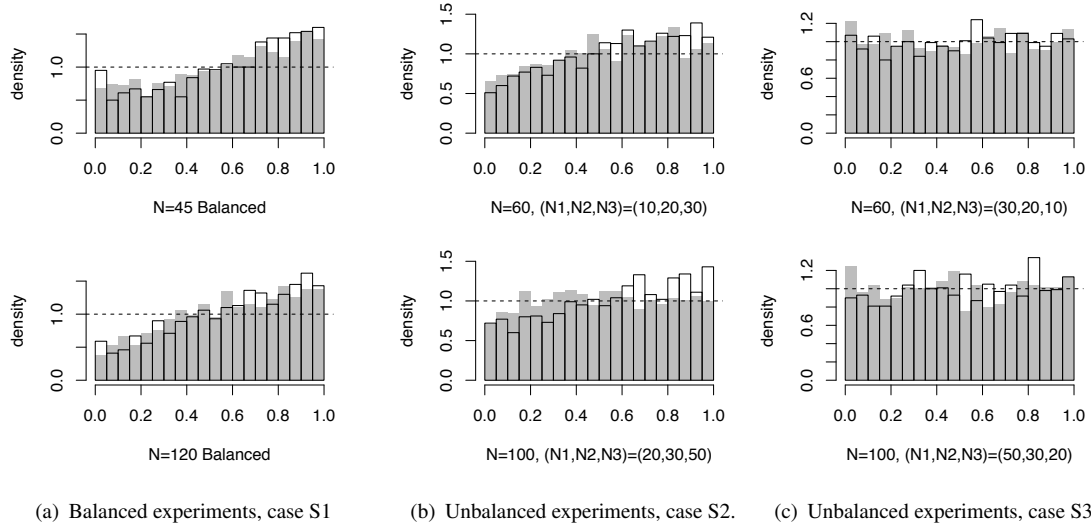 density
0.0
1.0
0.0 0.2 0.4 0.6 0.8 1.0
N=45 Balanced
density
0.0
0.5
1.0
1.5
0.0 0.2 0.4 0.6 0.8 1.0
N=60, (N1,N2,N3)=(10,20,30)
density
0.0
0.6
1.2
0.0 0.2 0.4 0.6 0.8 1.0
N=60, (N1,N2,N3)=(30,20,10)
density
0.0
1.0
0.0 0.2 0.4 0.6 0.8 1.0
N=120 Balanced
density
0.0
0.5
1.0
1.5
0.0 0.2 0.4 0.6 0.8 1.0
N=100, (N1,N2,N3)=(20,30,50)
density
0.0
0.6
1.2
0.0 0.2 0.4 0.6 0.8 1.0
N=100, (N1,N2,N3)=(50,30,20)
(a) Balanced experiments, case S1
(b) Unbalanced experiments, case S2.
(c) Unbalanced experiments, case S3